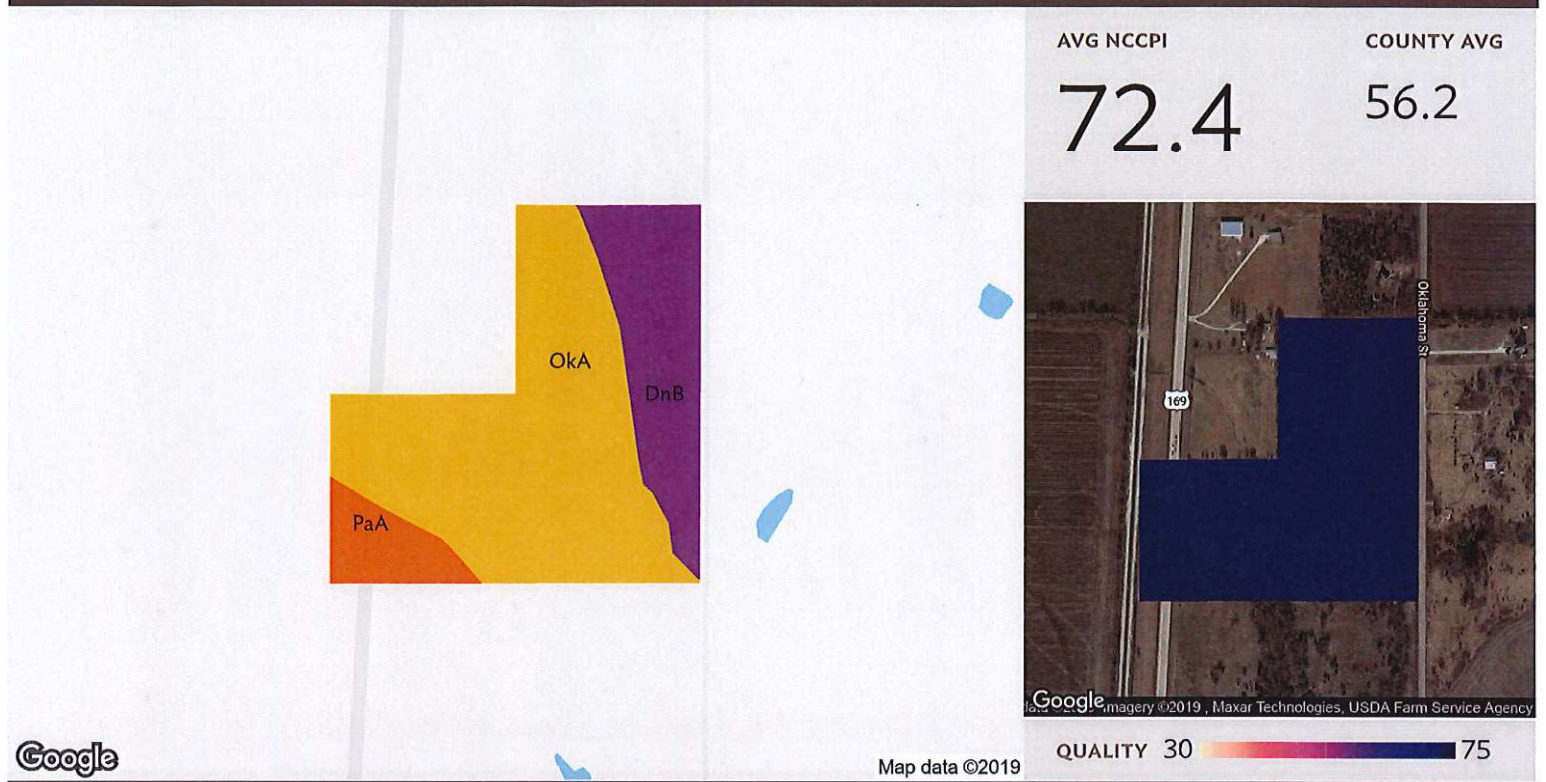 AVG NCCPI
COUNTY AVG
72.4
56.2
OkA
DnB
PaA
Oklahoma St
169
Google
Imagery ©2019 , Maxar Technologies, USDA Farm Service Agency
QUALITY 30 75
Google
Map data ©2019